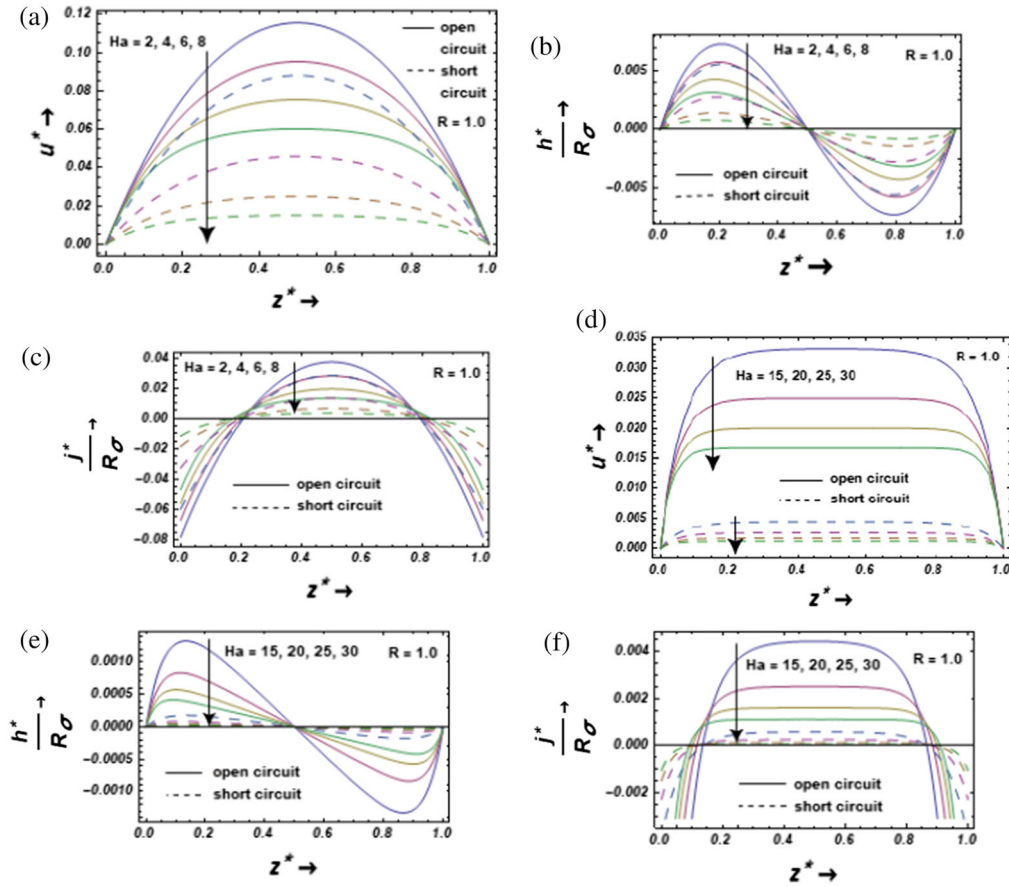 (a)
0.12
0.10
0.08
0.06
0.04
0.02
0.00
u* →
Ha = 2, 4, 6, 8
open
circuit
short
circuit
R = 1.0
0.0 0.2 0.4 0.6 0.8 1.0
z* →
(b)
0.005
0.000
−0.005
h* →
Rσ
Ha = 2, 4, 6, 8
R = 1.0
open circuit
short circuit
0.0 0.2 0.4 0.6 0.8 1.0
z* →
(c)
0.04
0.02
0.00
−0.02
−0.04
−0.06
−0.08
j* →
Rσ
Ha = 2, 4, 6, 8
R = 1.0
open circuit
short circuit
0.0 0.2 0.4 0.6 0.8 1.0
z* →
(d)
0.035
0.030
0.025
0.020
0.015
0.010
0.005
0.000
u* →
R = 1.0
Ha = 15, 20, 25, 30
open circuit
short circuit
0.0 0.2 0.4 0.6 0.8 1.0
z* →
(e)
0.0010
0.0005
0.0000
−0.0005
−0.0010
h* →
Rσ
Ha = 15, 20, 25, 30
R = 1.0
open circuit
short circuit
0.0 0.2 0.4 0.6 0.8 1.0
z* →
(f)
0.004
0.002
0.000
−0.002
j* →
Rσ
Ha = 15, 20, 25, 30
R = 1.0
open circuit
short circuit
0.0 0.2 0.4 0.6 0.8 1.0
z* →